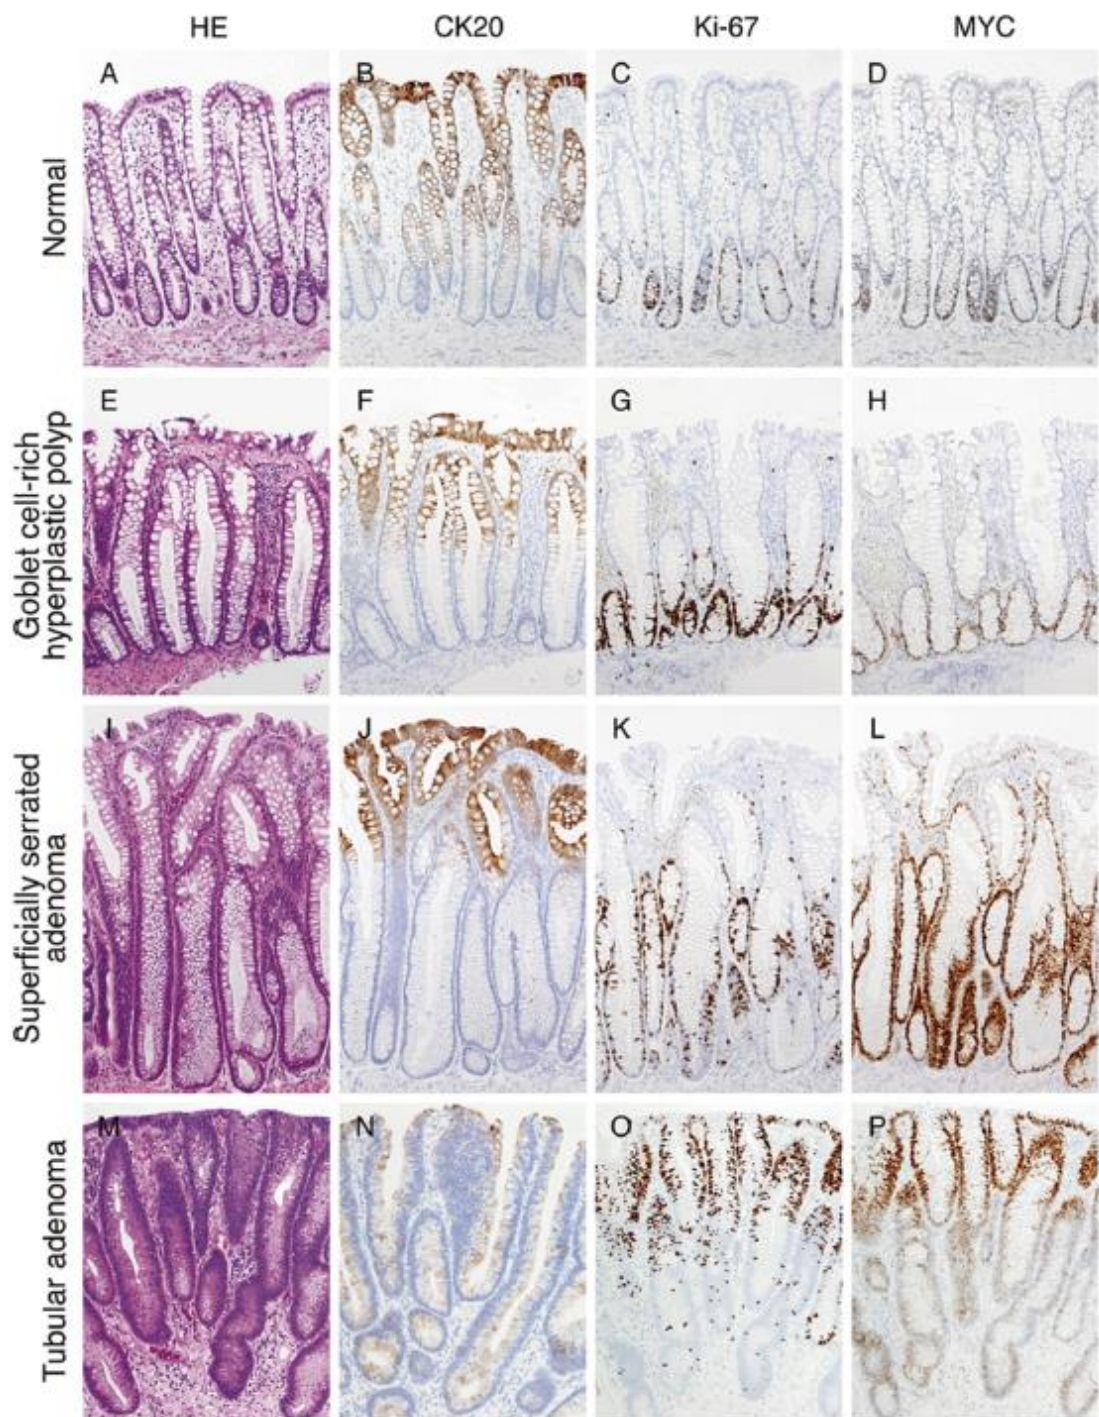 HE CK20 Ki-67 MYC
Normal
A B C D
Goblet cell-rich
hyperplastic polyp
E F G H
Superficially serrated
adenoma
I J K L
Tubular adenoma
M N O P